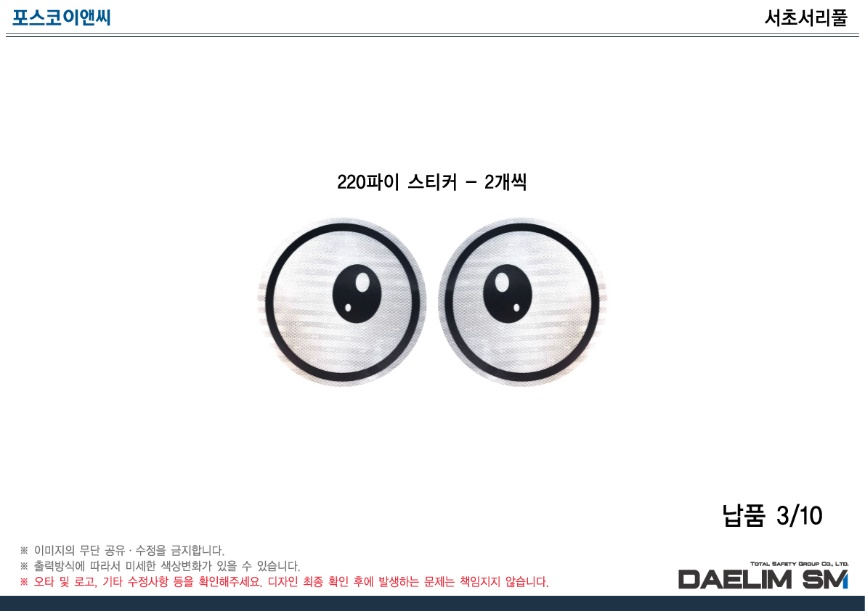 포스코이앤씨
서초서리풀
220파이 스티커 - 2개씩
납품 3/10
※ 이미지의 무단 공유 · 수정을 금지합니다.
※ 출력방식에 따라서 미세한 색상변화가 있을 수 있습니다.
※ 오타 및 로고, 기타 수정사항 등을 확인해주세요. 디자인 최종 확인 후에 발생하는 문제는 책임지지 않습니다.
TOTAL SAFETY GROUP CO., LTD.
DAELIM SM